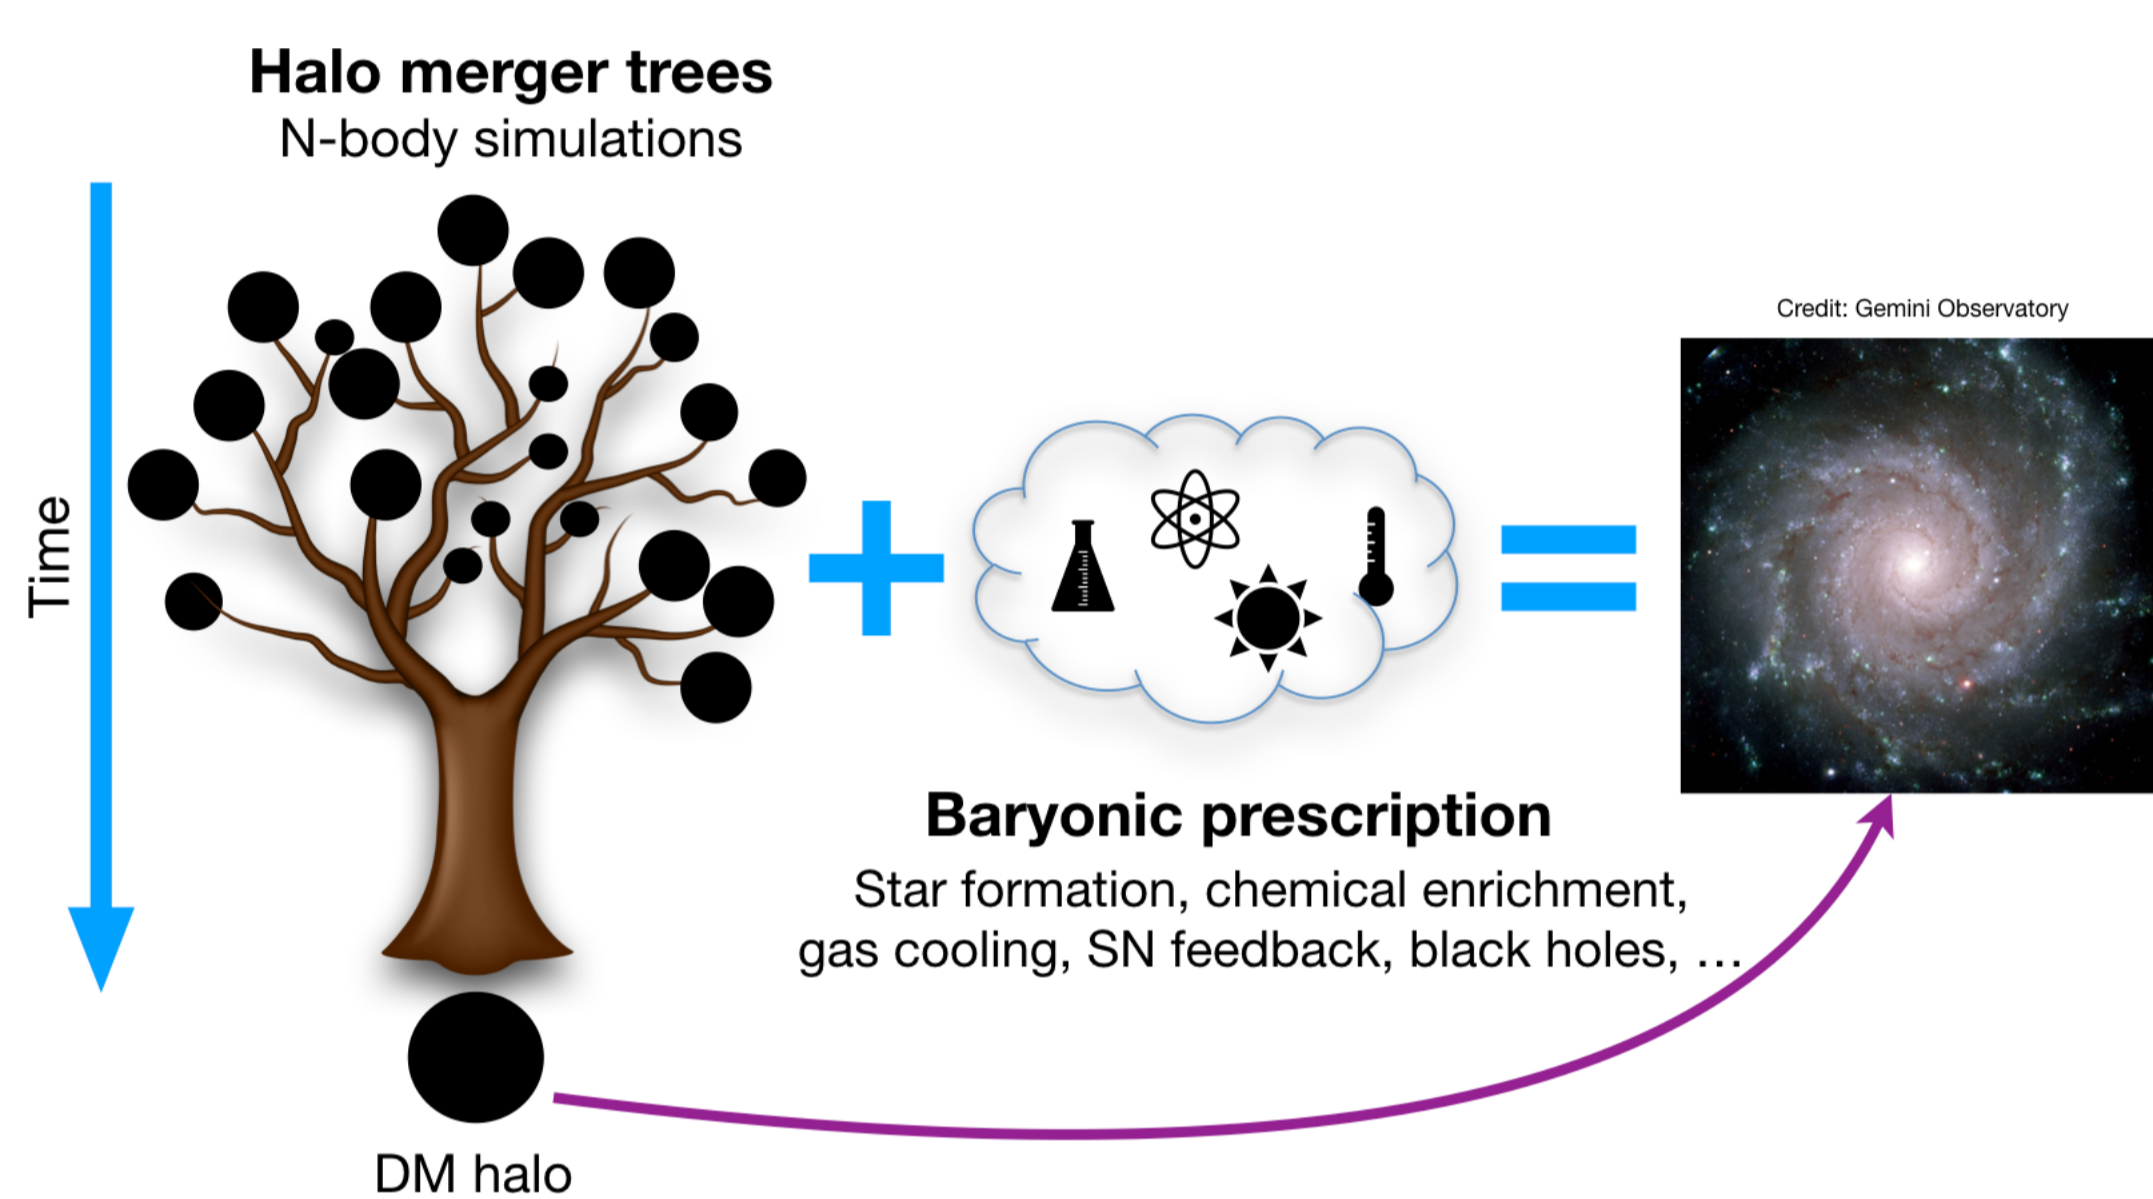 Halo merger trees
N-body simulations
Time
Credit: Gemini Observatory
Baryonic prescription
Star formation, chemical enrichment,
gas cooling, SN feedback, black holes, …
DM halo